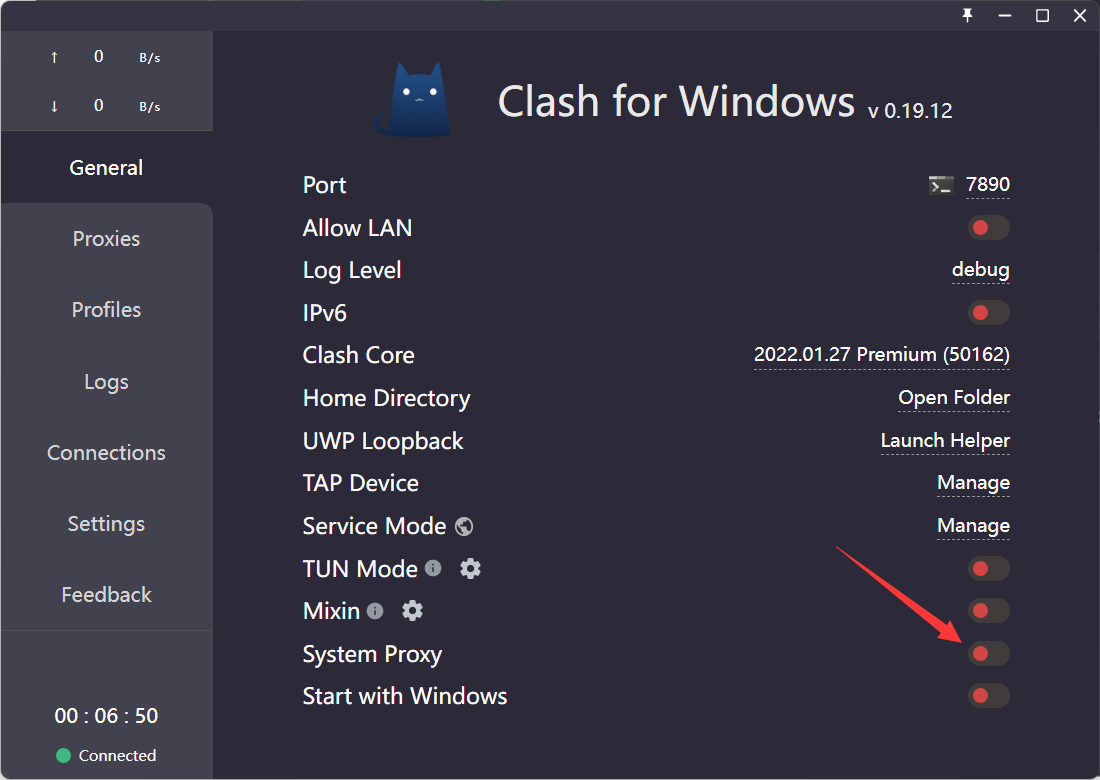 ↑ 0 B/s
↓ 0 B/s
General
Proxies
Profiles
Logs
Connections
Settings
Feedback
00 : 06 : 50
Connected
Clash for Windows v 0.19.12
Port 7890
Allow LAN
Log Level debug
IPv6
Clash Core 2022.01.27 Premium (50162)
Home Directory Open Folder
UWP Loopback Launch Helper
TAP Device Manage
Service Mode Manage
TUN Mode
Mixin
System Proxy
Start with Windows